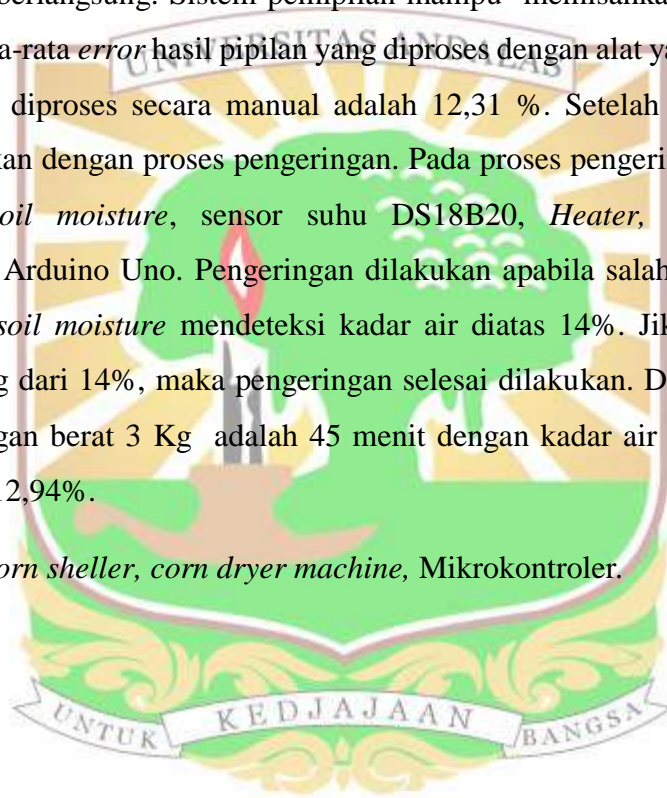 berlangsung. Sistem pemipilan mampu memisahka
a-rata error hasil pipilan yang diproses dengan alat ya
UNIVERSITAS ANDALAS
diproses secara manual adalah 12,31 %. Setelah
kan dengan proses pengeringan. Pada proses pengeri
oil moisture, sensor suhu DS18B20, Heater,
Arduino Uno. Pengeringan dilakukan apabila salah
soil moisture mendeteksi kadar air diatas 14%. Jik
g dari 14%, maka pengeringan selesai dilakukan. D
gan berat 3 Kg adalah 45 menit dengan kadar air
12,94%.
orn sheller, corn dryer machine, Mikrokontroler.
UNTUK KEDJAJAAN BANGSA